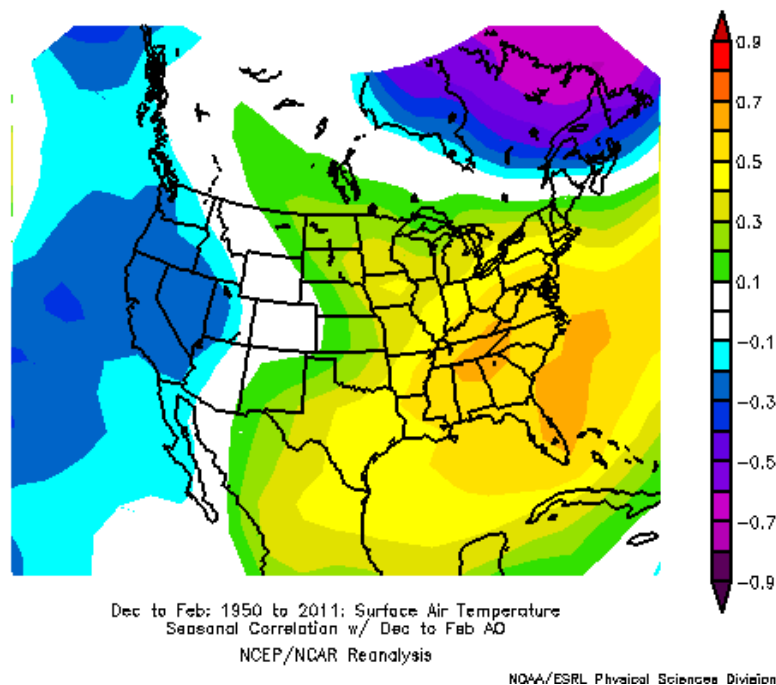 0.9
0.7
0.5
0.3
0.1
-0.1
-0.3
-0.5
-0.7
-0.9
Dec to Feb: 1950 to 2011: Surface Air Temperature
Seasonal Correlation w/ Dec to Feb AO
NCEP/NCAR Reanalysis
NOAA/ESRL Physical Sciences Division